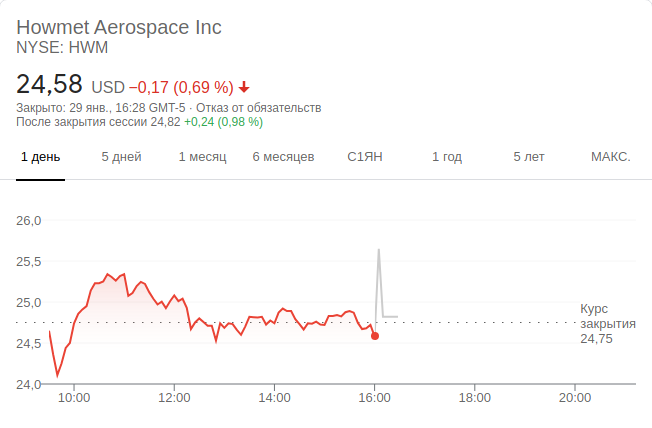 Howmet Aerospace Inc
NYSE: HWM
24,58 USD −0,17 (0,69 %)
Закрыто: 29 янв., 16:28 GMT-5 · Отказ от обязательств
После закрытия сессии 24,82 +0,24 (0,98 %)
1 день 5 дней 1 месяц 6 месяцев С1ЯН 1 год 5 лет МАКС.
26,0
25,5
25,0
24,5
24,0
Курс
закрытия
24,75
10:00 12:00 14:00 16:00 18:00 20:00